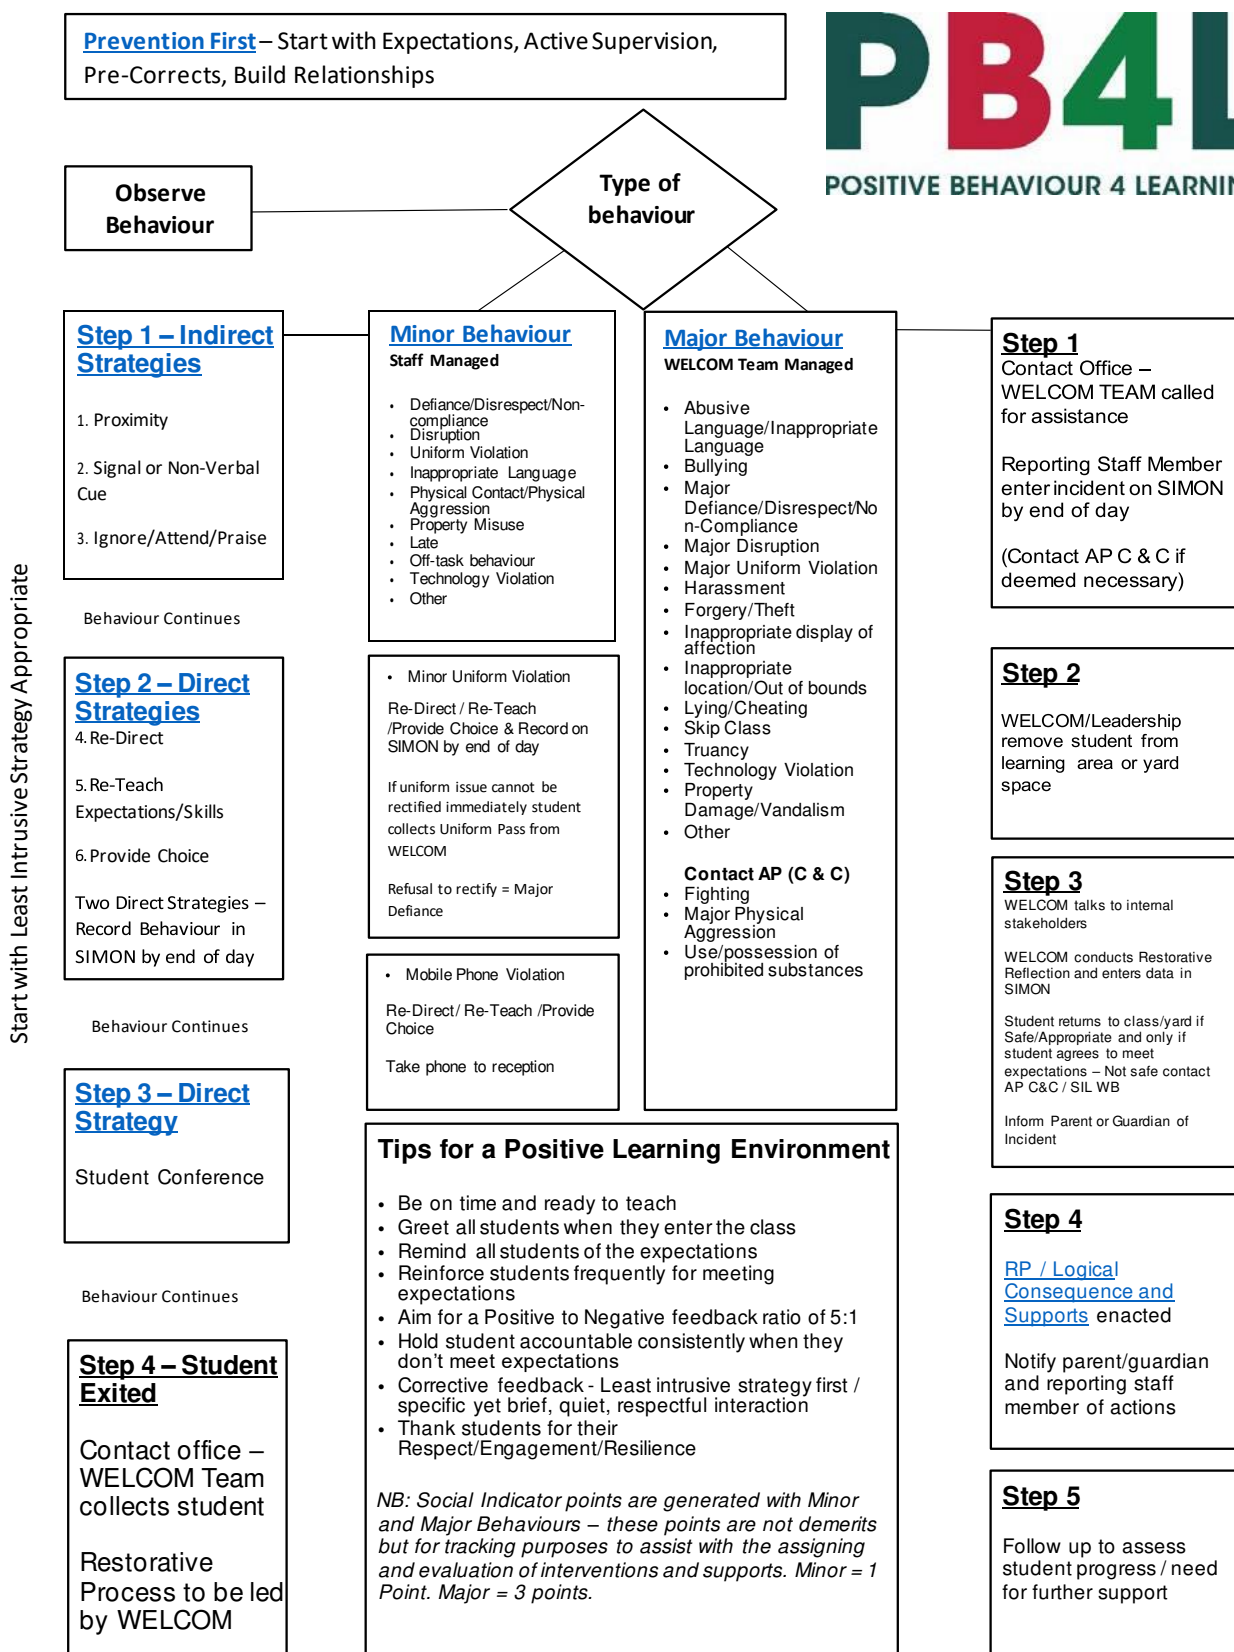 Prevention First – Start with Expectations, Active Supervision,
Pre-Corrects, Build Relationships
PB4L
POSITIVE BEHAVIOUR 4
Observe
Behaviour
Type of
behaviour
Start with Least Intrusive Strategy Appropriate
Step 1 – Indirect
Strategies
1. Proximity
2. Signal or Non-Verbal
Cue
3. Ignore/Attend/Praise
Behaviour Continues
Step 2 – Direct
Strategies
4. Re-Direct
5. Re-Teach
Expectations/Skills
6. Provide Choice
Two Direct Strategies –
Record Behaviour in
SIMON by end of day
Behaviour Continues
Step 3 – Direct
Strategy
Student Conference
Behaviour Continues
Step 4 – Student
Exited
Contact office –
WELCOM Team
collects student
Restorative
Process to be led
by WELCOM
Minor Behaviour
Staff Managed
• Defiance/Disrespect/Non-
compliance
• Disruption
• Uniform Violation
• Inappropriate Language
• Physical Contact/Physical
Aggression
• Property Misuse
• Late
• Off-task behaviour
• Technology Violation
• Other
• Minor Uniform Violation
Re-Direct / Re-Teach
/Provide Choice & Record on
SIMON by end of day
If uniform issue cannot be
rectified immediately student
collects Uniform Pass from
WELCOM
Refusal to rectify = Major
Defiance
• Mobile Phone Violation
Re-Direct/ Re-Teach /Provide
Choice
Take phone to reception
Major Behaviour
WELCOM Team Managed
• Abusive
Language/Inappropriate
Language
• Bullying
• Major
Defiance/Disrespect/No
n-Compliance
• Major Disruption
• Major Uniform Violation
• Harassment
• Forgery/Theft
• Inappropriate display of
affection
• Inappropriate
location/Out of bounds
• Lying/Cheating
• Skip Class
• Truancy
• Technology Violation
• Property
Damage/Vandalism
• Other
Contact AP (C & C)
• Fighting
• Major Physical
Aggression
• Use/possession of
prohibited substances
Tips for a Positive Learning Environment
• Be on time and ready to teach
• Greet all students when they enter the class
• Remind all students of the expectations
• Reinforce students frequently for meeting
expectations
• Aim for a Positive to Negative feedback ratio of 5:1
• Hold student accountable consistently when they
don’t meet expectations
• Corrective feedback - Least intrusive strategy first /
specific yet brief, quiet, respectful interaction
• Thank students for their
Respect/Engagement/Resilience
NB: Social Indicator points are generated with Minor
and Major Behaviours – these points are not demerits
but for tracking purposes to assist with the assigning
and evaluation of interventions and supports. Minor = 1
Point. Major = 3 points.
Step 1
Contact Office –
WELCOM TEAM called
for assistance
Reporting Staff Member
enter incident on SIMON
by end of day
(Contact AP C & C if
deemed necessary)
Step 2
WELCOM/Leadership
remove student from
learning area or yard
space
Step 3
WELCOM talks to internal
stakeholders
WELCOM conducts Restorative
Reflection and enters data in
SIMON
Student returns to class/yard if
Safe/Appropriate and only if
student agrees to meet
expectations – Not safe contact
AP C&C / SIL WB
Inform Parent or Guardian of
Incident
Step 4
RP / Logical
Consequence and
Supports enacted
Notify parent/guardian
and reporting staff
member of actions
Step 5
Follow up to assess
student progress / need
for further support